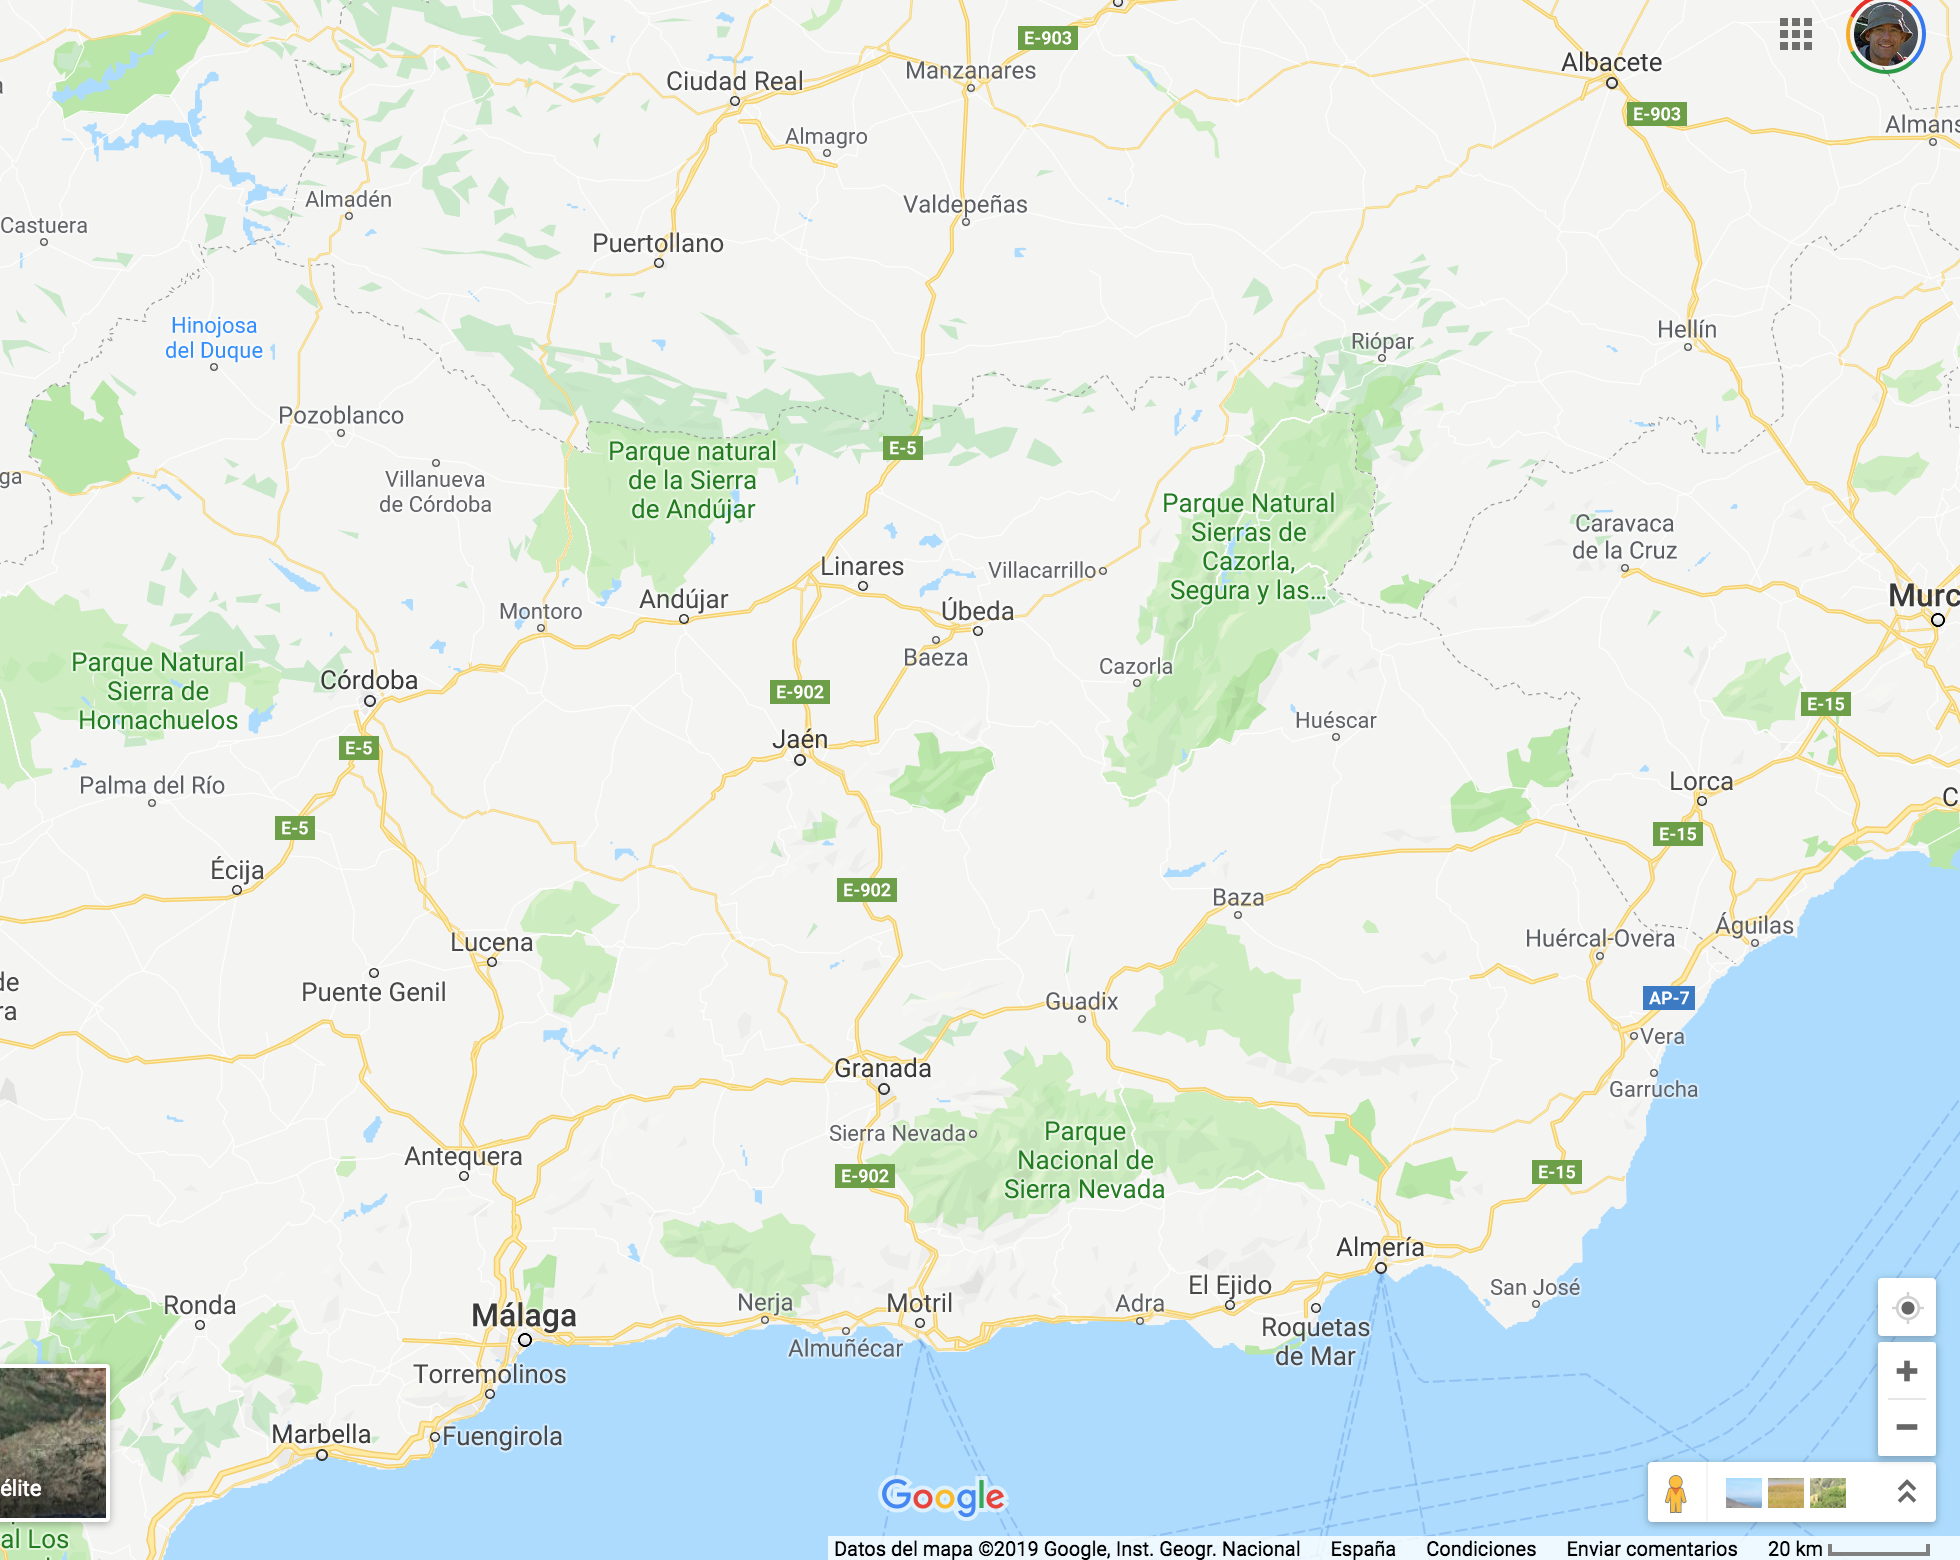 E-903
Ciudad Real
Manzanares
Albacete
E-903
Almagro
Almans
Almadén
Valdepeñas
Castuera
Puertollano
Hinojosa
del Duque
Hellín
Riópar
Pozoblanco
Parque natural
de la Sierra
de Andújar
E-5
ga
Villanueva
de Córdoba
Parque Natural
Sierras de
Cazorla,
Segura y las...
Caravaca
de la Cruz
Linares
Villacarrillo
Andújar
Montoro
Úbeda
Murc
Baeza
Parque Natural
Sierra de
Hornachuelos
Córdoba
Cazorla
E-902
E-15
Huéscar
E-5
Jaén
Palma del Río
Lorca
C
E-5
E-15
Écija
E-902
Baza
Lucena
Águilas
Huércal-Overa
de
ra
Puente Genil
Guadix
AP-7
Vera
Granada
Garrucha
Sierra Nevada
Parque
Nacional de
Sierra Nevada
Antequera
E-902
E-15
Almería
El Ejido
San José
Ronda
Málaga
Nerja
Motril
Adra
Almuñécar
Roquetas
de Mar
Torremolinos
Marbella
Fuengirola
élite
Google
al Los
Datos del mapa ©2019 Google, Inst. Geogr. Nacional España Condiciones Enviar comentarios 20 km